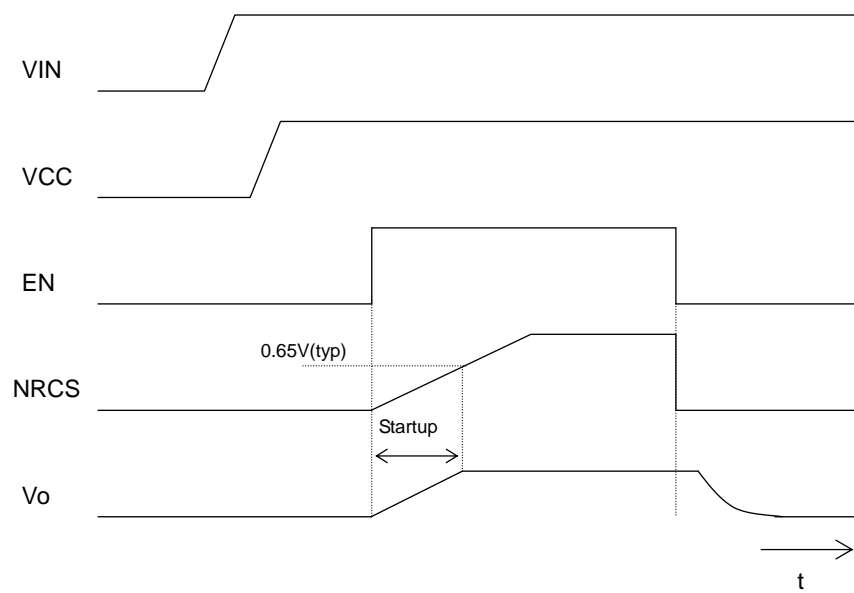 VIN
VCC
EN
0.65V(typ)
NRCS
Startup
Vo
t